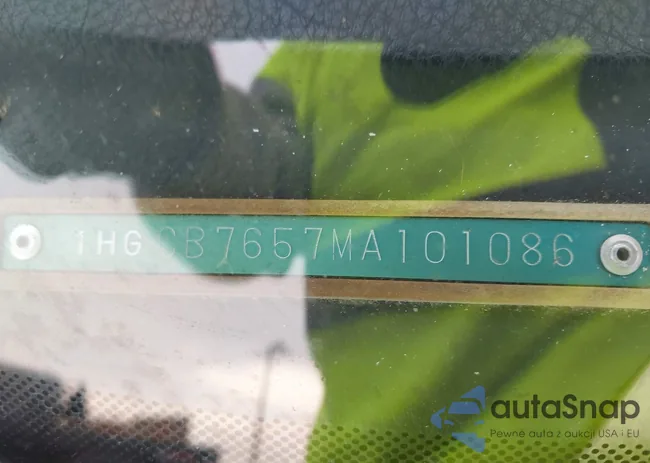 1HGCB7657MA101086
autaSnap
Pewne auta z aukcji USA i EU